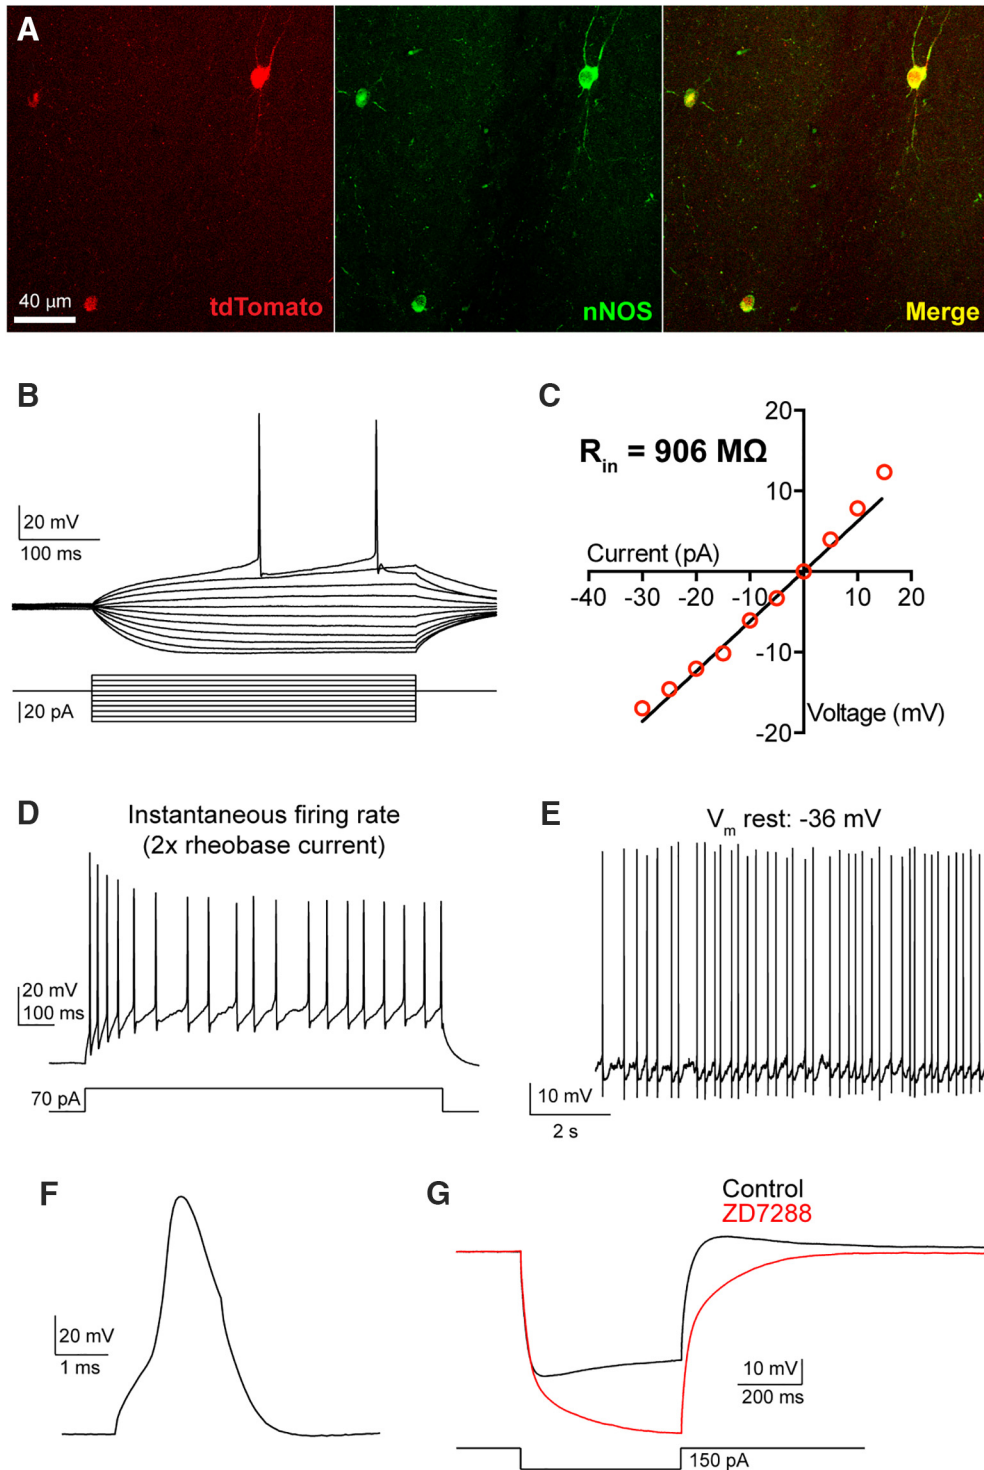 A
40 µm
tdTomato
nNOS
Merge
B
20 mV
100 ms
20 pA
C
R_in = 906 MΩ
20
10
Current (pA)
-40 -30 -20 -10
10 20
-10
-20
Voltage (mV)
D
Instantaneous firing rate
(2x rheobase current)
20 mV
100 ms
70 pA
E
V_m rest: -36 mV
10 mV
2 s
F
20 mV
1 ms
G
Control
ZD7288
10 mV
200 ms
150 pA